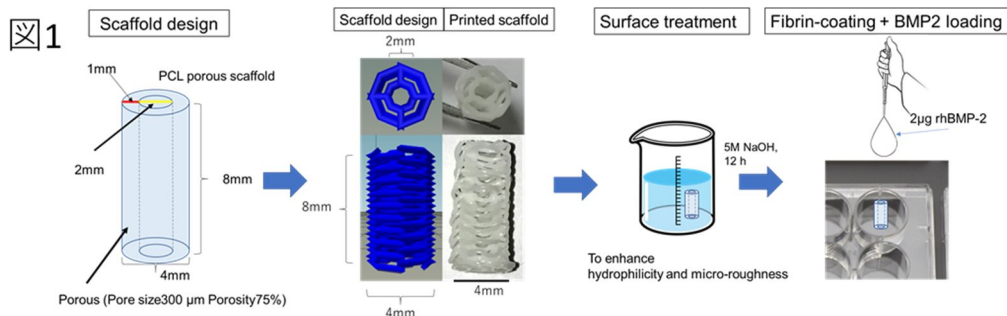 図1
Scaffold design
1mm
PCL porous scaffold
2mm
8mm
4mm
Porous (Pore size300 µm Porosity75%)
Scaffold design
Printed scaffold
2mm
8mm
4mm
4mm
Surface treatment
5M NaOH,
12 h
To enhance
hydrophilicity and micro-roughness
Fibrin-coating + BMP2 loading
2µg rhBMP-2